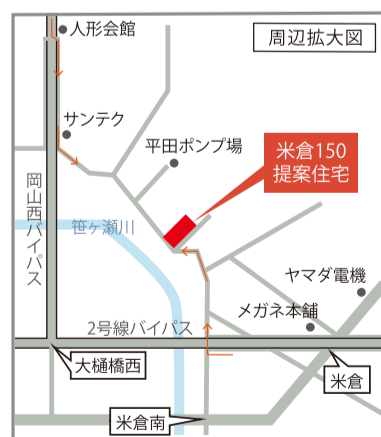 人形会館
周辺拡大図
サンテク
平田ポンプ場
米倉150
提案住宅
岡山西バイパス
笹ヶ瀬川
ヤマダ電機
メガネ本舗
2号線バイパス
大樋橋西
米倉
米倉南